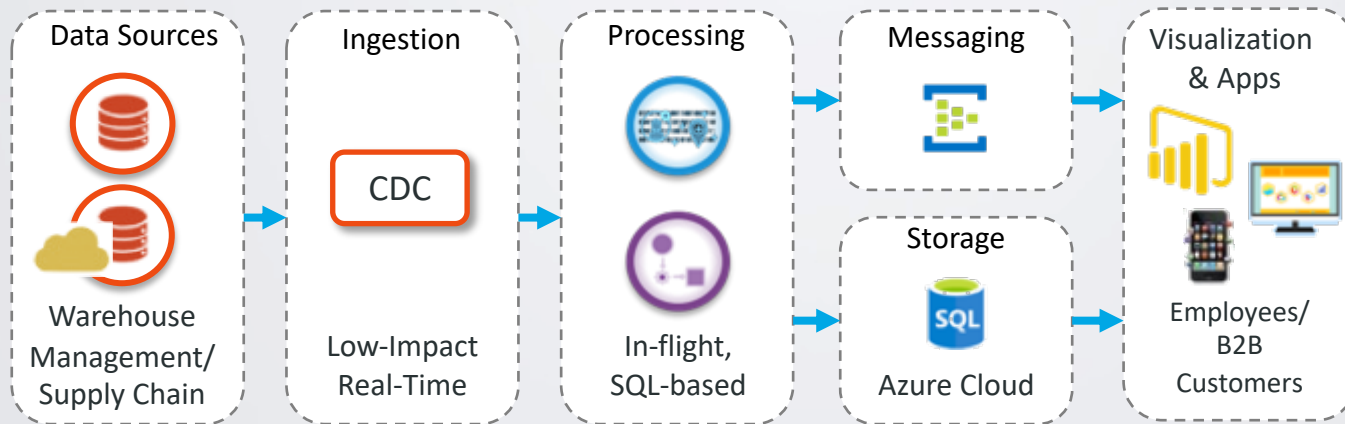 Data Sources
Warehouse
Management/
Supply Chain
Ingestion
CDC
Low-Impact
Real-Time
Processing
In-flight,
SQL-based
Messaging
Storage
SQL
Azure Cloud
Visualization
& Apps
Employees/
B2B
Customers